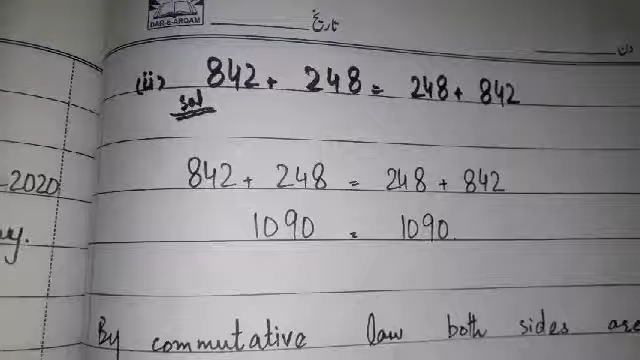 DAR-E-ARQAM
تاریخ
دن
(ii) 842 + 248 = 248 + 842
Sol
842 + 248 = 248 + 842
-2020
1090 = 1090
By commutative law both sides are